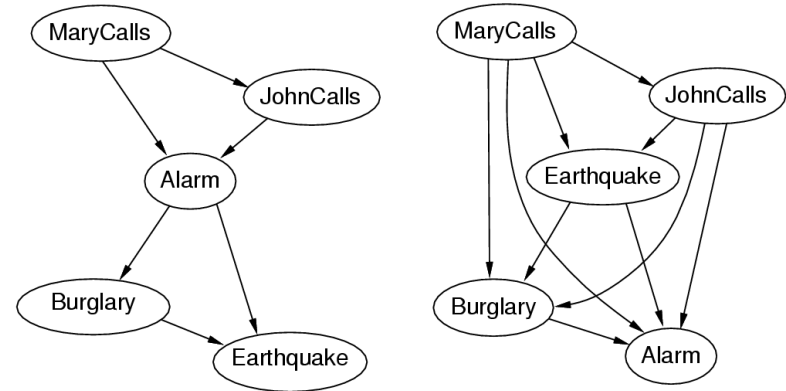 MaryCalls
JohnCalls
Alarm
Burglary
Earthquake
MaryCalls
JohnCalls
Earthquake
Burglary
Alarm